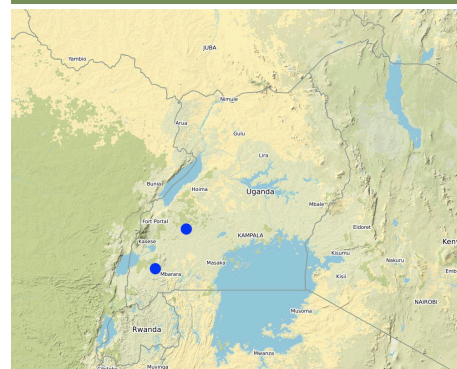 JUBA
Yambio
Nimule
Arua
Gulu
Lira
Bunia
Hoima
Uganda
Mbale
Fort Portal
Eldoret
KAMPALA
Kasese
Kisumu
Masaka
Nakuru
Mbarara
Kisii
NAIROBI
Musoma
Rwanda
Mwanza